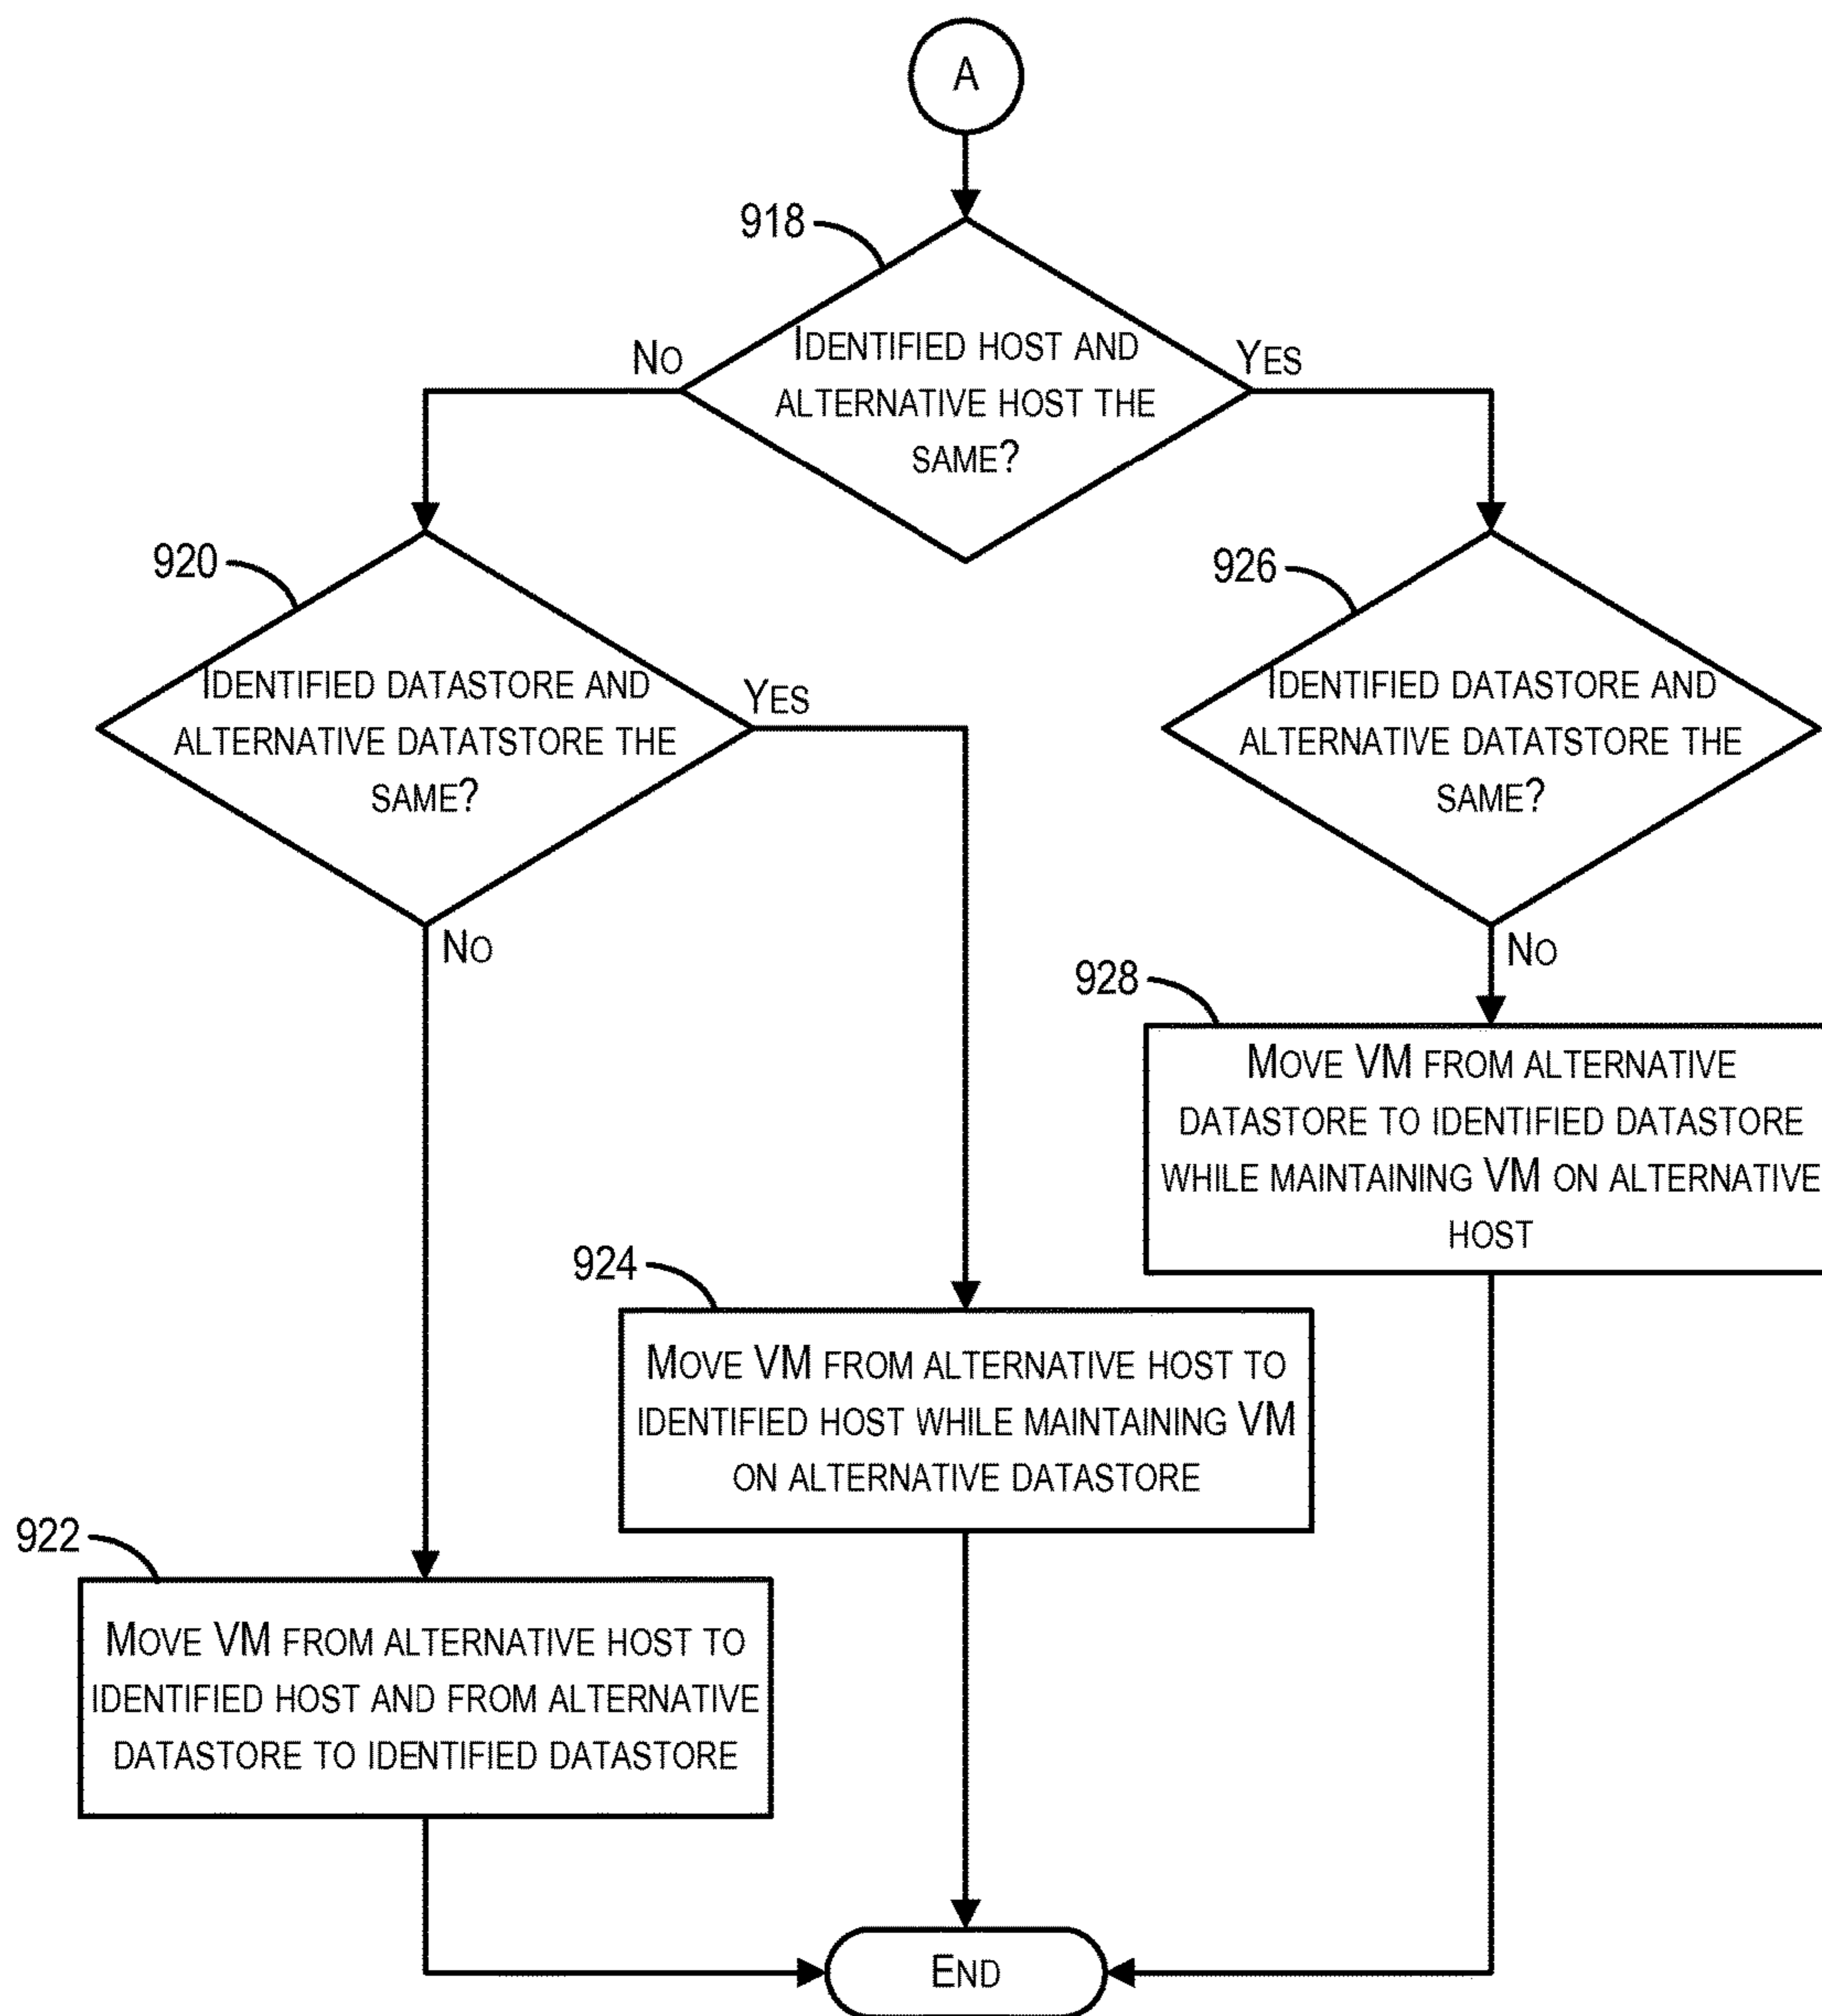 A
918
No
IDENTIFIED HOST AND
ALTERNATIVE HOST THE
SAME?
YES
920
IDENTIFIED DATASTORE AND
ALTERNATIVE DATATSTORE THE
SAME?
YES
NO
926
IDENTIFIED DATASTORE AND
ALTERNATIVE DATATSTORE THE
SAME?
NO
928
MOVE VM FROM ALTERNATIVE
DATASTORE TO IDENTIFIED DATASTORE
WHILE MAINTAINING VM ON ALTERNATIVE
HOST
924
MOVE VM FROM ALTERNATIVE HOST TO
IDENTIFIED HOST WHILE MAINTAINING VM
ON ALTERNATIVE DATASTORE
922
MOVE VM FROM ALTERNATIVE HOST TO
IDENTIFIED HOST AND FROM ALTERNATIVE
DATASTORE TO IDENTIFIED DATASTORE
END